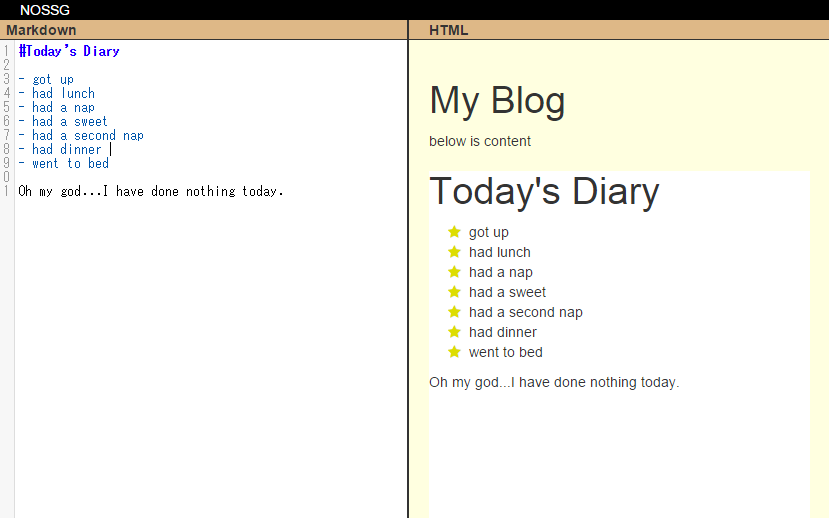 NOSSG
Markdown
HTML
1 #Today's Diary
2
3 - got up
4 - had lunch
5 - had a nap
6 - had a sweet
7 - had a second nap
8 - had dinner
9 - went to bed
0
1 Oh my god...I have done nothing today.
My Blog
below is content
Today's Diary
got up
had lunch
had a nap
had a sweet
had a second nap
had dinner
went to bed
Oh my god...I have done nothing today.